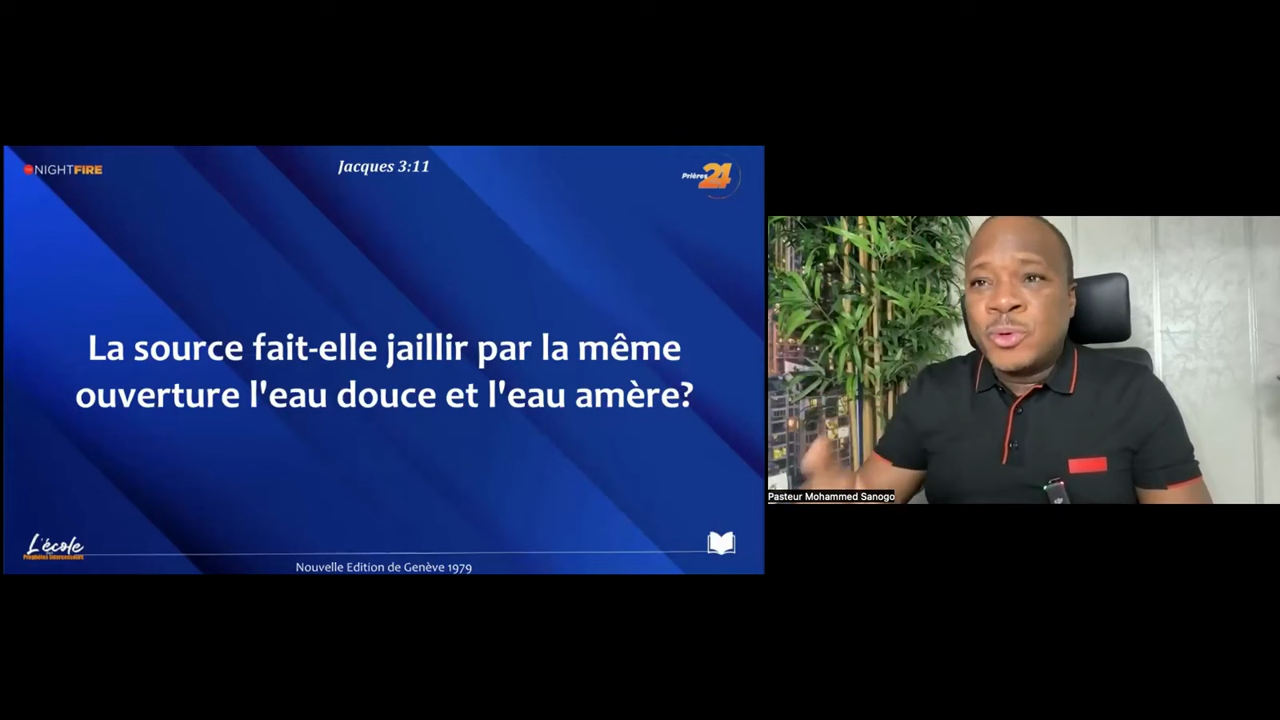 NIGHTFIRE
Jacques 3:11
Prières 24
La source fait-elle jaillir par la même
ouverture l'eau douce et l'eau amère?
L'école
Nouvelle Edition de Genève 1979
Pasteur Mohammed Sanogo